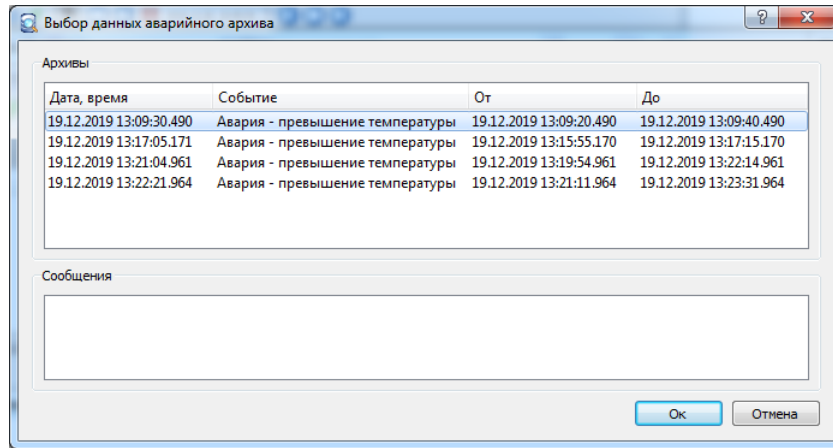 Выбор данных аварийного архива
Архивы
Дата, время Событие От До
19.12.2019 13:09:30.490 Авария - превышение температуры 19.12.2019 13:09:20.490 19.12.2019 13:09:40.490
19.12.2019 13:17:05.171 Авария - превышение температуры 19.12.2019 13:15:55.170 19.12.2019 13:17:15.170
19.12.2019 13:21:04.961 Авария - превышение температуры 19.12.2019 13:19:54.961 19.12.2019 13:22:14.961
19.12.2019 13:22:21.964 Авария - превышение температуры 19.12.2019 13:21:11.964 19.12.2019 13:23:31.964
Сообщения
Ок Отмена